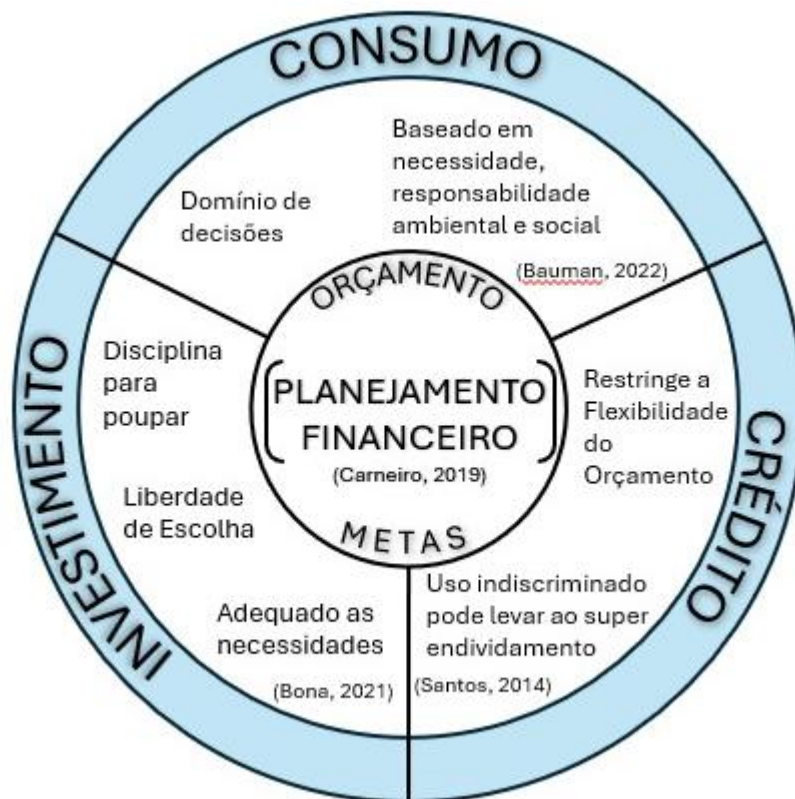 CONSUMO
Domínio de
decisões
Baseado em
necessidade,
responsabilidade
ambiental e social
(Bauman, 2022)
ORÇAMENTO
[PLANEJAMENTO
FINANCEIRO]
(Carneiro, 2019)
METAS
INVESTIMENTO
Disciplina
para
poupar
Liberdade
de Escolha
Adequado as
necessidades
(Bona, 2021)
CRÉDITO
Restringe a
Flexibilidade
do
Orçamento
Uso indiscriminado
pode levar ao super
endividamento
(Santos, 2014)